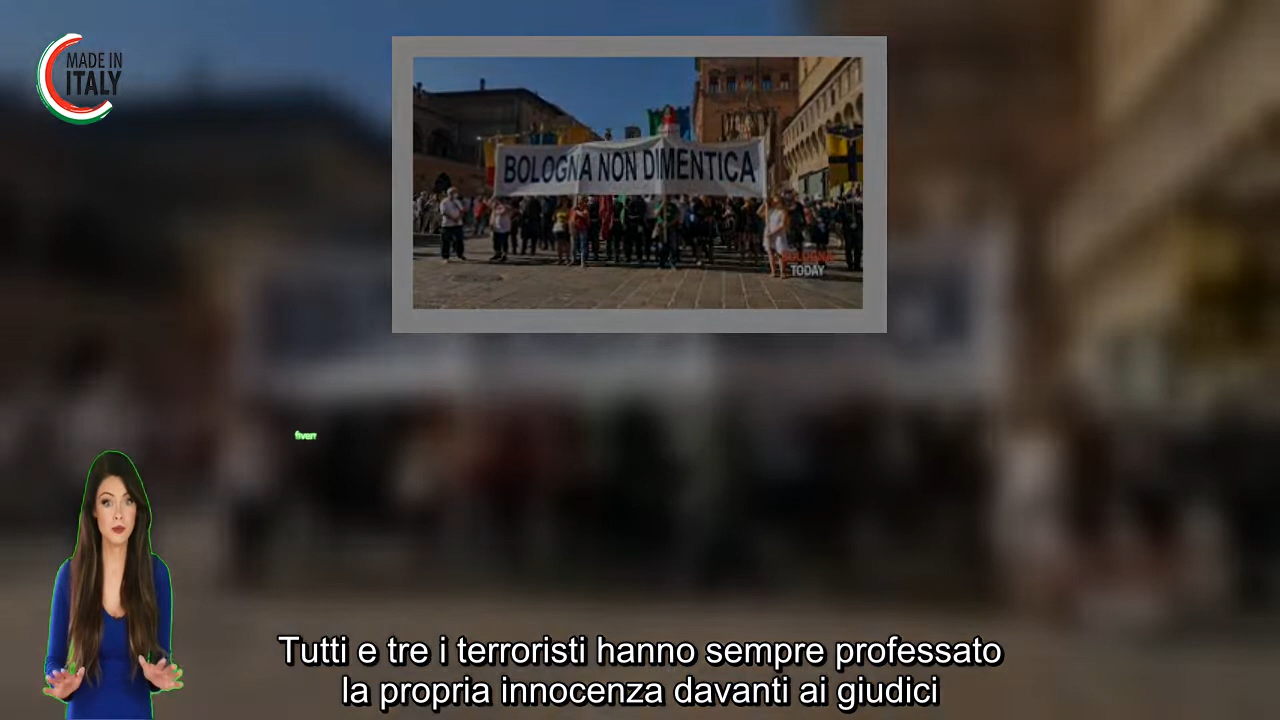 MADE IN
ITALY
BOLOGNA NON DIMENTICA
BOLOGNA
TODAY
fiverr
Tutti e tre i terroristi hanno sempre professato
la propria innocenza davanti ai giudici